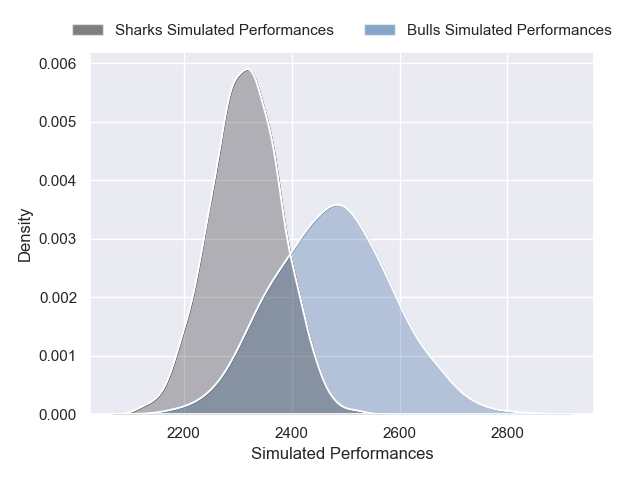 Sharks Simulated Performances Bulls Simulated Performances
0.006
0.005
0.004
0.003
0.002
0.001
0.000
Density
2200 2400 2600 2800
Simulated Performances